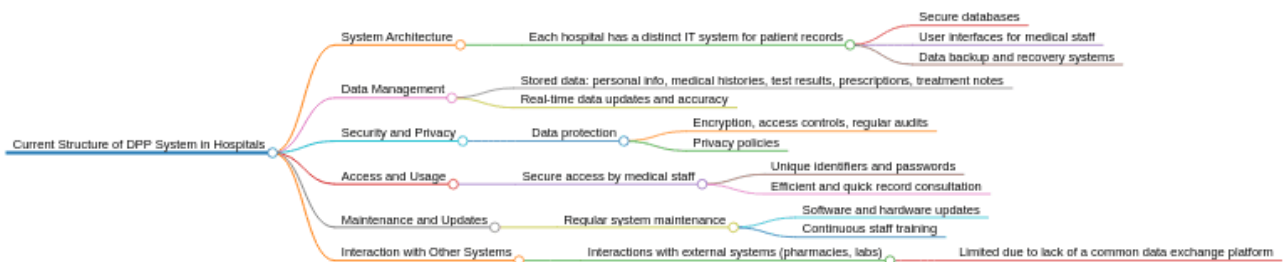 Current Structure of DPP System in Hospitals
System Architecture
Each hospital has a distinct IT system for patient records
Secure databases
User interfaces for medical staff
Data backup and recovery systems
Data Management
Stored data: personal info, medical histories, test results, prescriptions, treatment notes
Real-time data updates and accuracy
Security and Privacy
Data protection
Encryption, access controls, regular audits
Privacy policies
Access and Usage
Secure access by medical staff
Unique identifiers and passwords
Efficient and quick record consultation
Maintenance and Updates
Regular system maintenance
Software and hardware updates
Continuous staff training
Interaction with Other Systems
Interactions with external systems (pharmacies, labs)
Limited due to lack of a common data exchange platform